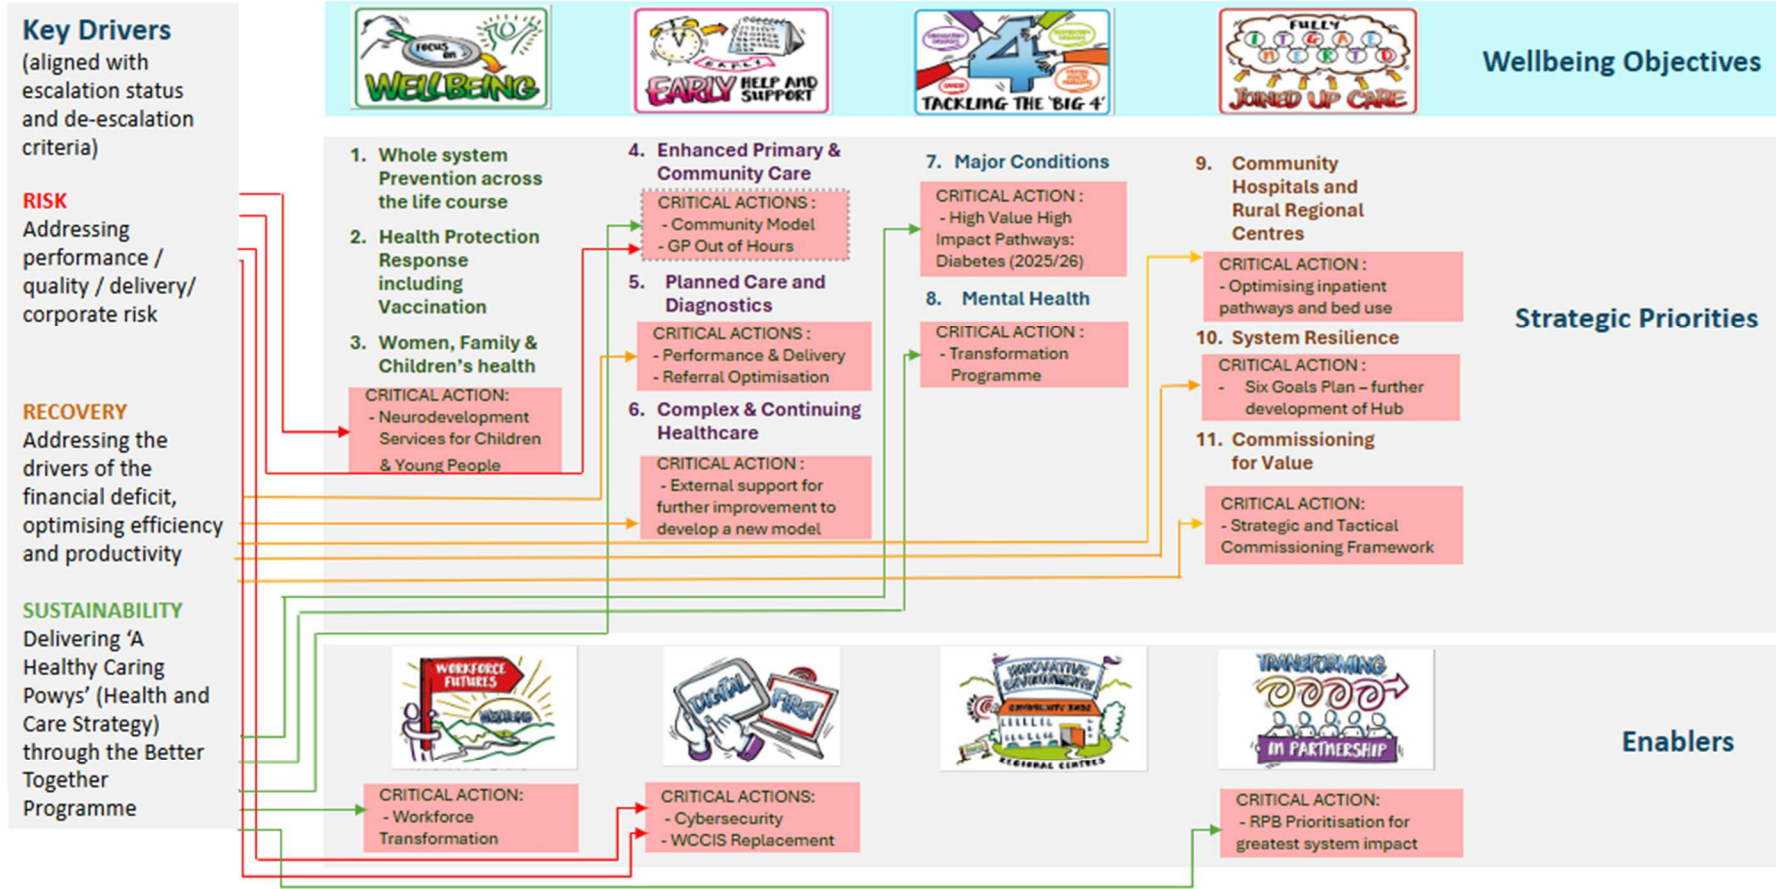 Key Drivers
(aligned with
escalation status
and de-escalation
criteria)
RISK
Addressing
performance /
quality / delivery/
corporate risk
RECOVERY
Addressing the
drivers of the
financial deficit,
optimising efficiency
and productivity
SUSTAINABILITY
Delivering ‘A
Healthy Caring
Powys’ (Health and
Care Strategy)
through the Better
Together
Programme
FOCUS
ON
WELLBEING
EARLY
EARLY HELP AND
SUPPORT
4
CANCER
TACKLING THE 'BIG 4'
FULLY
JOINED UP CARE
Wellbeing Objectives
1. Whole system
Prevention across
the life course
2. Health Protection
Response
including
Vaccination
3. Women, Family &
Children’s health
CRITICAL ACTION:
- Neurodevelopment
Services for Children
& Young People
4. Enhanced Primary &
Community Care
CRITICAL ACTIONS :
- Community Model
- GP Out of Hours
5. Planned Care and
Diagnostics
CRITICAL ACTIONS :
- Performance & Delivery
- Referral Optimisation
6. Complex & Continuing
Healthcare
CRITICAL ACTION :
- External support for
further improvement to
develop a new model
7. Major Conditions
CRITICAL ACTION :
- High Value High
Impact Pathways:
Diabetes (2025/26)
8. Mental Health
CRITICAL ACTION :
- Transformation
Programme
9. Community
Hospitals and
Rural Regional
Centres
CRITICAL ACTION :
- Optimising inpatient
pathways and bed use
10. System Resilience
CRITICAL ACTION :
- Six Goals Plan – further
development of Hub
11. Commissioning
for Value
CRITICAL ACTION:
- Strategic and Tactical
Commissioning Framework
Strategic Priorities
WORKFORCE
FUTURES
WELLBEING
CRITICAL ACTION:
- Workforce
Transformation
DIGITAL
FIRST
CRITICAL ACTIONS:
- Cybersecurity
- WCCIS Replacement
INNOVATIVE
ENVIRONMENTS
COMMUNITY HUBS
REGIONAL CENTRES
TRANSFORMING
IN PARTNERSHIP
CRITICAL ACTION:
- RPB Prioritisation for
greatest system impact
Enablers